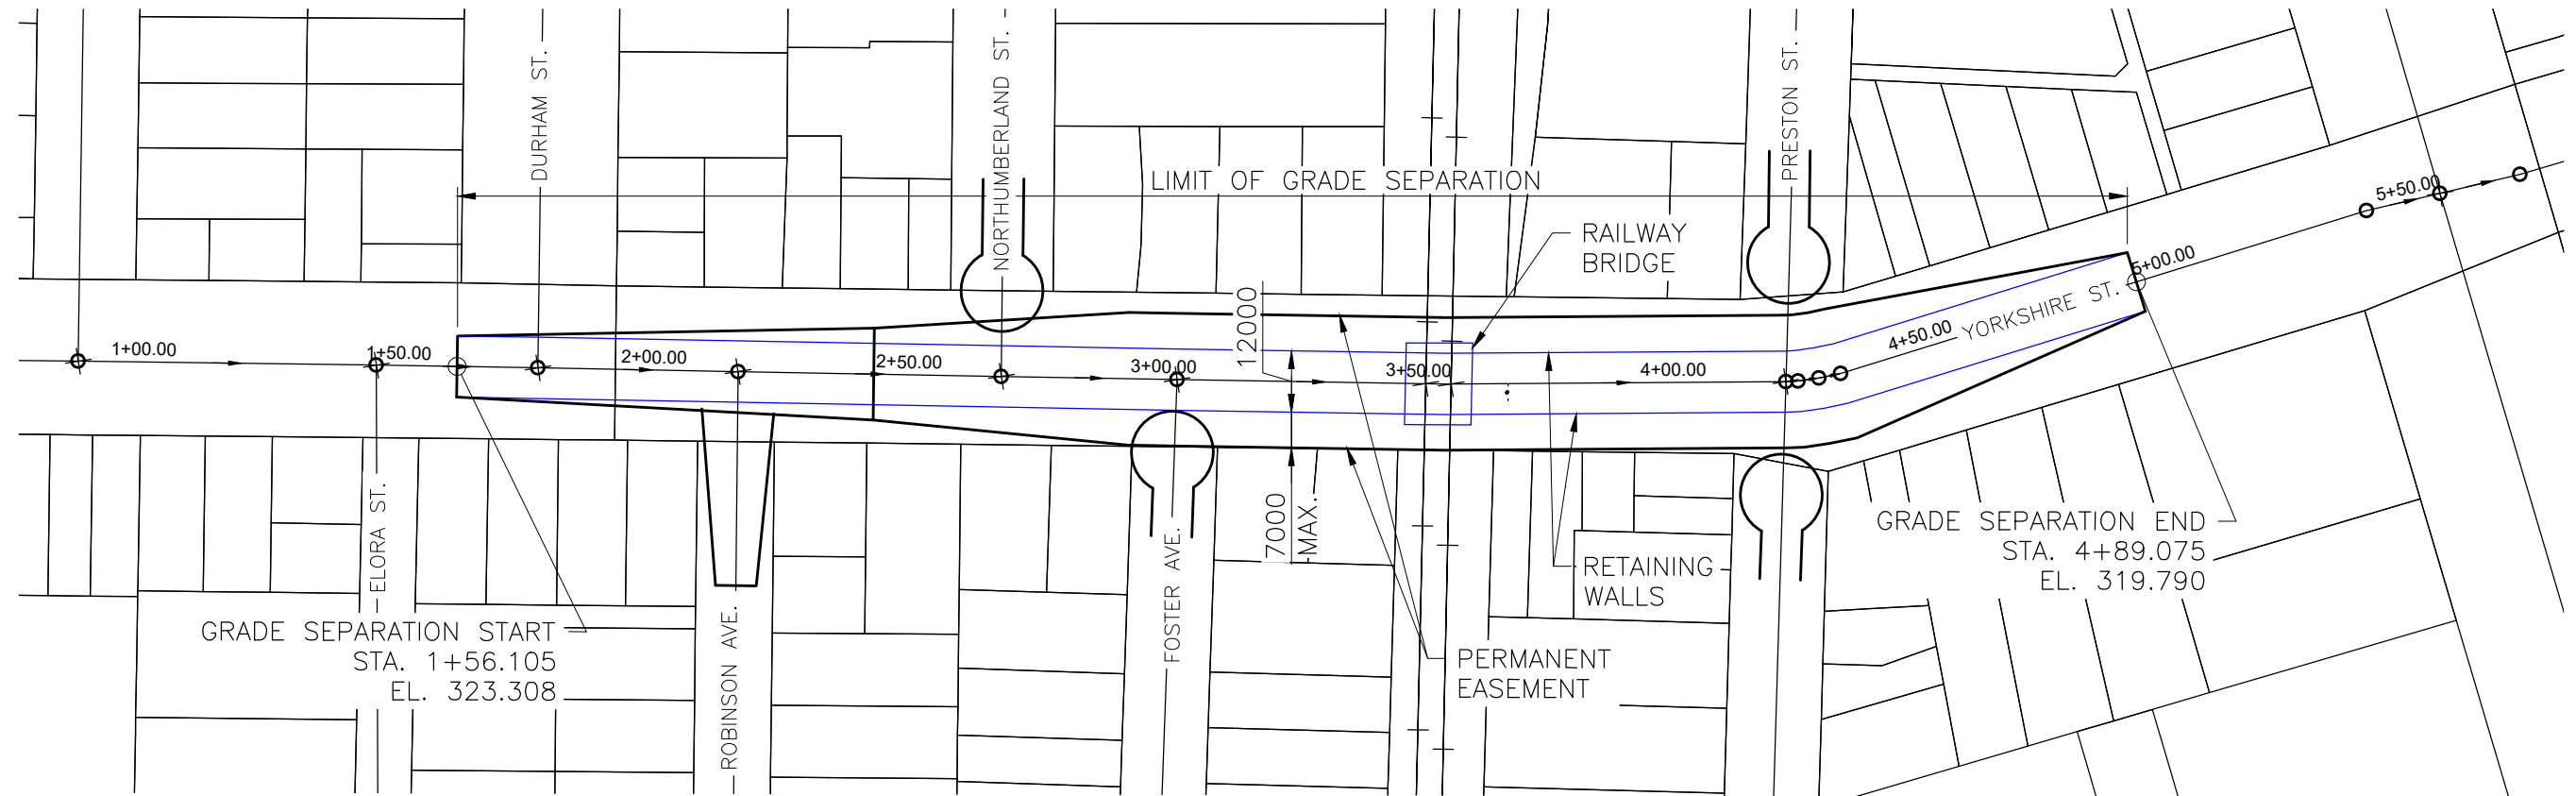 DURHAM ST.
NORTHUMBERLAND ST.
PRESTON ST.
LIMIT OF GRADE SEPARATION
RAILWAY
BRIDGE
5+50.00
5+00.00
YORKSHIRE ST.
4+50.00
12000
1+00.00
1+50.00
2+00.00
2+50.00
3+00.00
3+50.00
4+00.00
ELORA ST.
ROBINSON AVE.
FOSTER AVE.
7000
MAX.
GRADE SEPARATION END
STA. 4+89.075
EL. 319.790
RETAINING
WALLS
GRADE SEPARATION START
STA. 1+56.105
EL. 323.308
PERMANENT
EASEMENT